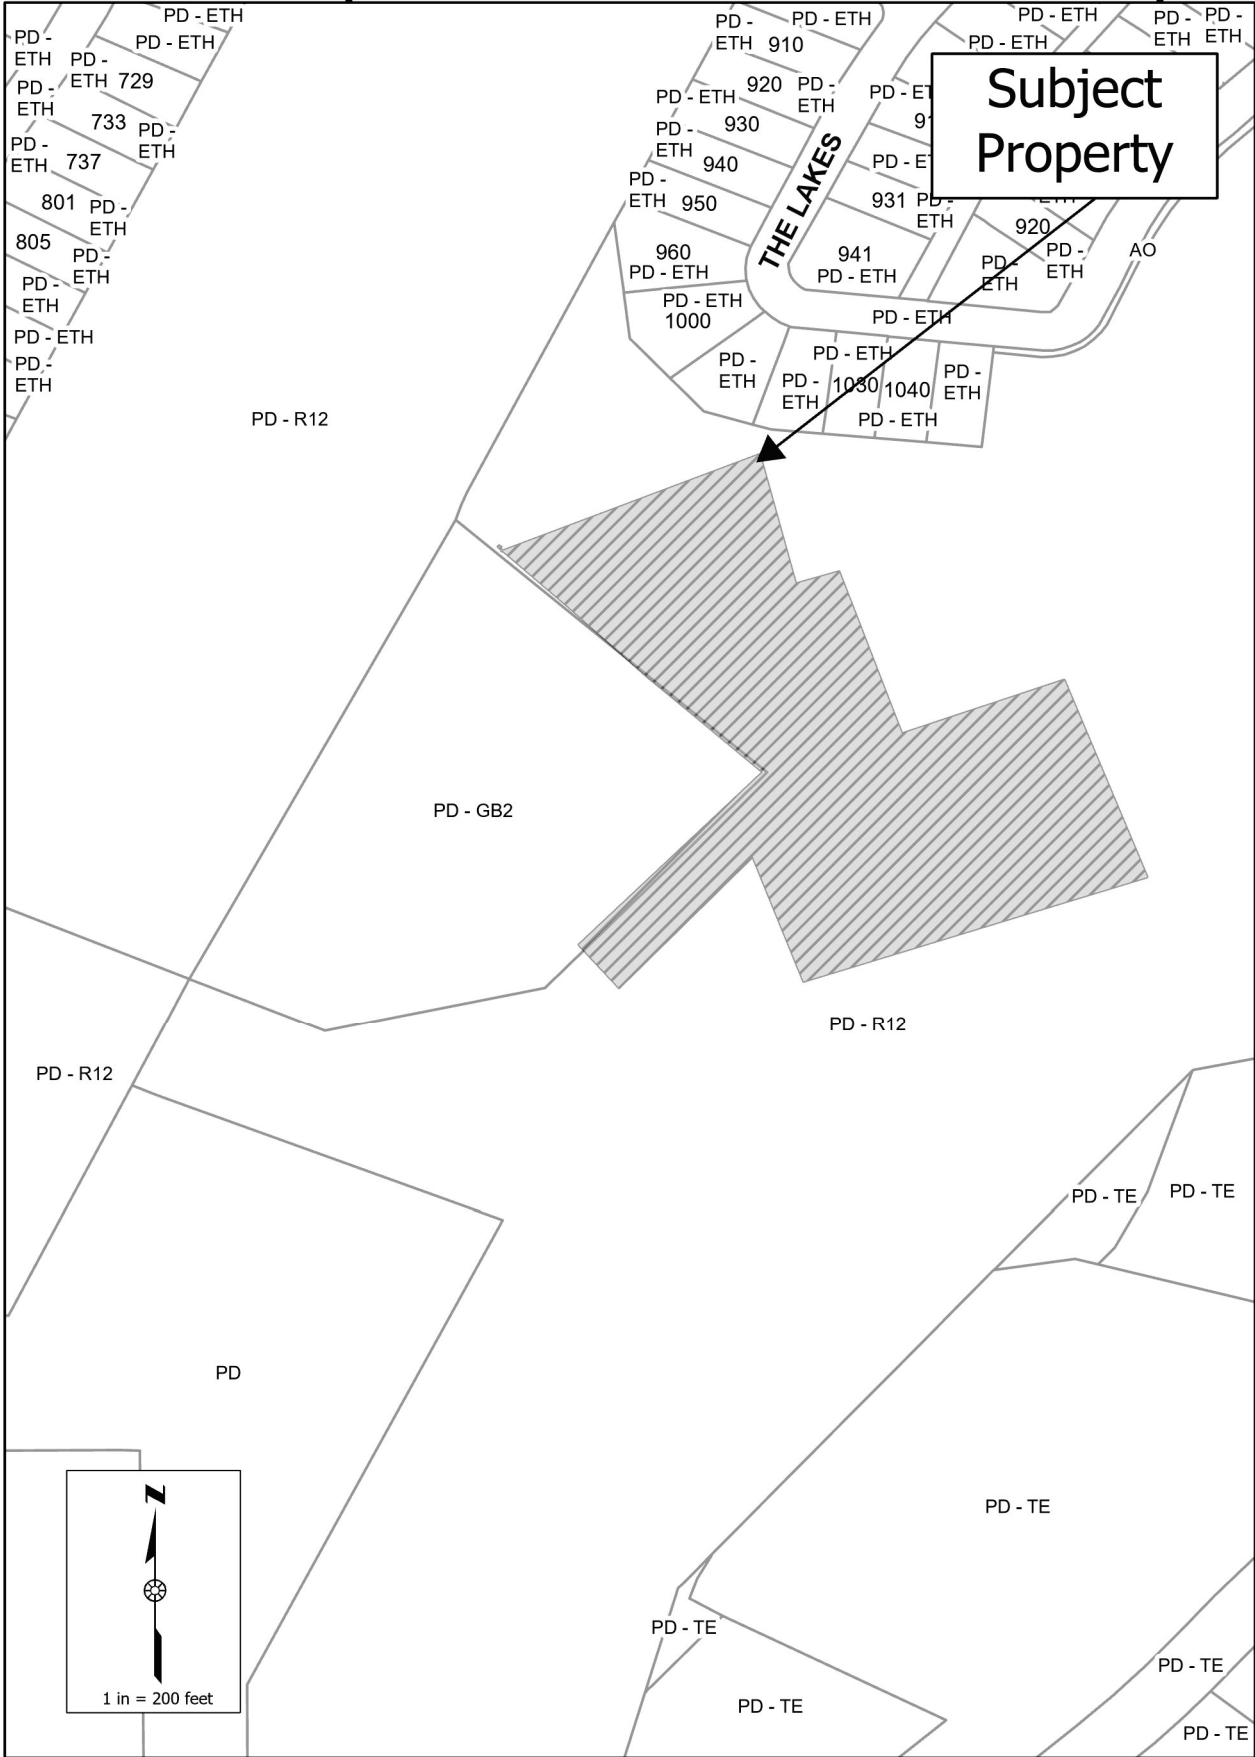 PD - ETH
PD - ETH
PD -
ETH
PD -
ETH
729
PD -
ETH
733
PD -
ETH
PD -
ETH
737
801
PD -
ETH
805
PD -
ETH
PD -
ETH
PD - ETH
PD -
ETH
PD -
ETH
910
PD - ETH
920
PD -
ETH
PD - ETH
930
PD -
ETH
940
PD -
ETH
950
960
PD - ETH
PD - ETH
1000
THE LAKES
PD - ETH
PD - ETH
PD -
ETH
PD -
ETH
Subject
Property
931
PD -
ETH
941
PD - ETH
920
PD -
ETH
PD -
ETH
AO
PD - ETH
PD -
ETH
PD - ETH
PD -
ETH
1030
1040
PD - ETH
PD -
ETH
PD - R12
PD - GB2
PD - R12
PD - R12
PD - TE
PD - TE
PD
PD - TE
PD - TE
PD - TE
PD - TE
PD - TE
N
1 in = 200 feet